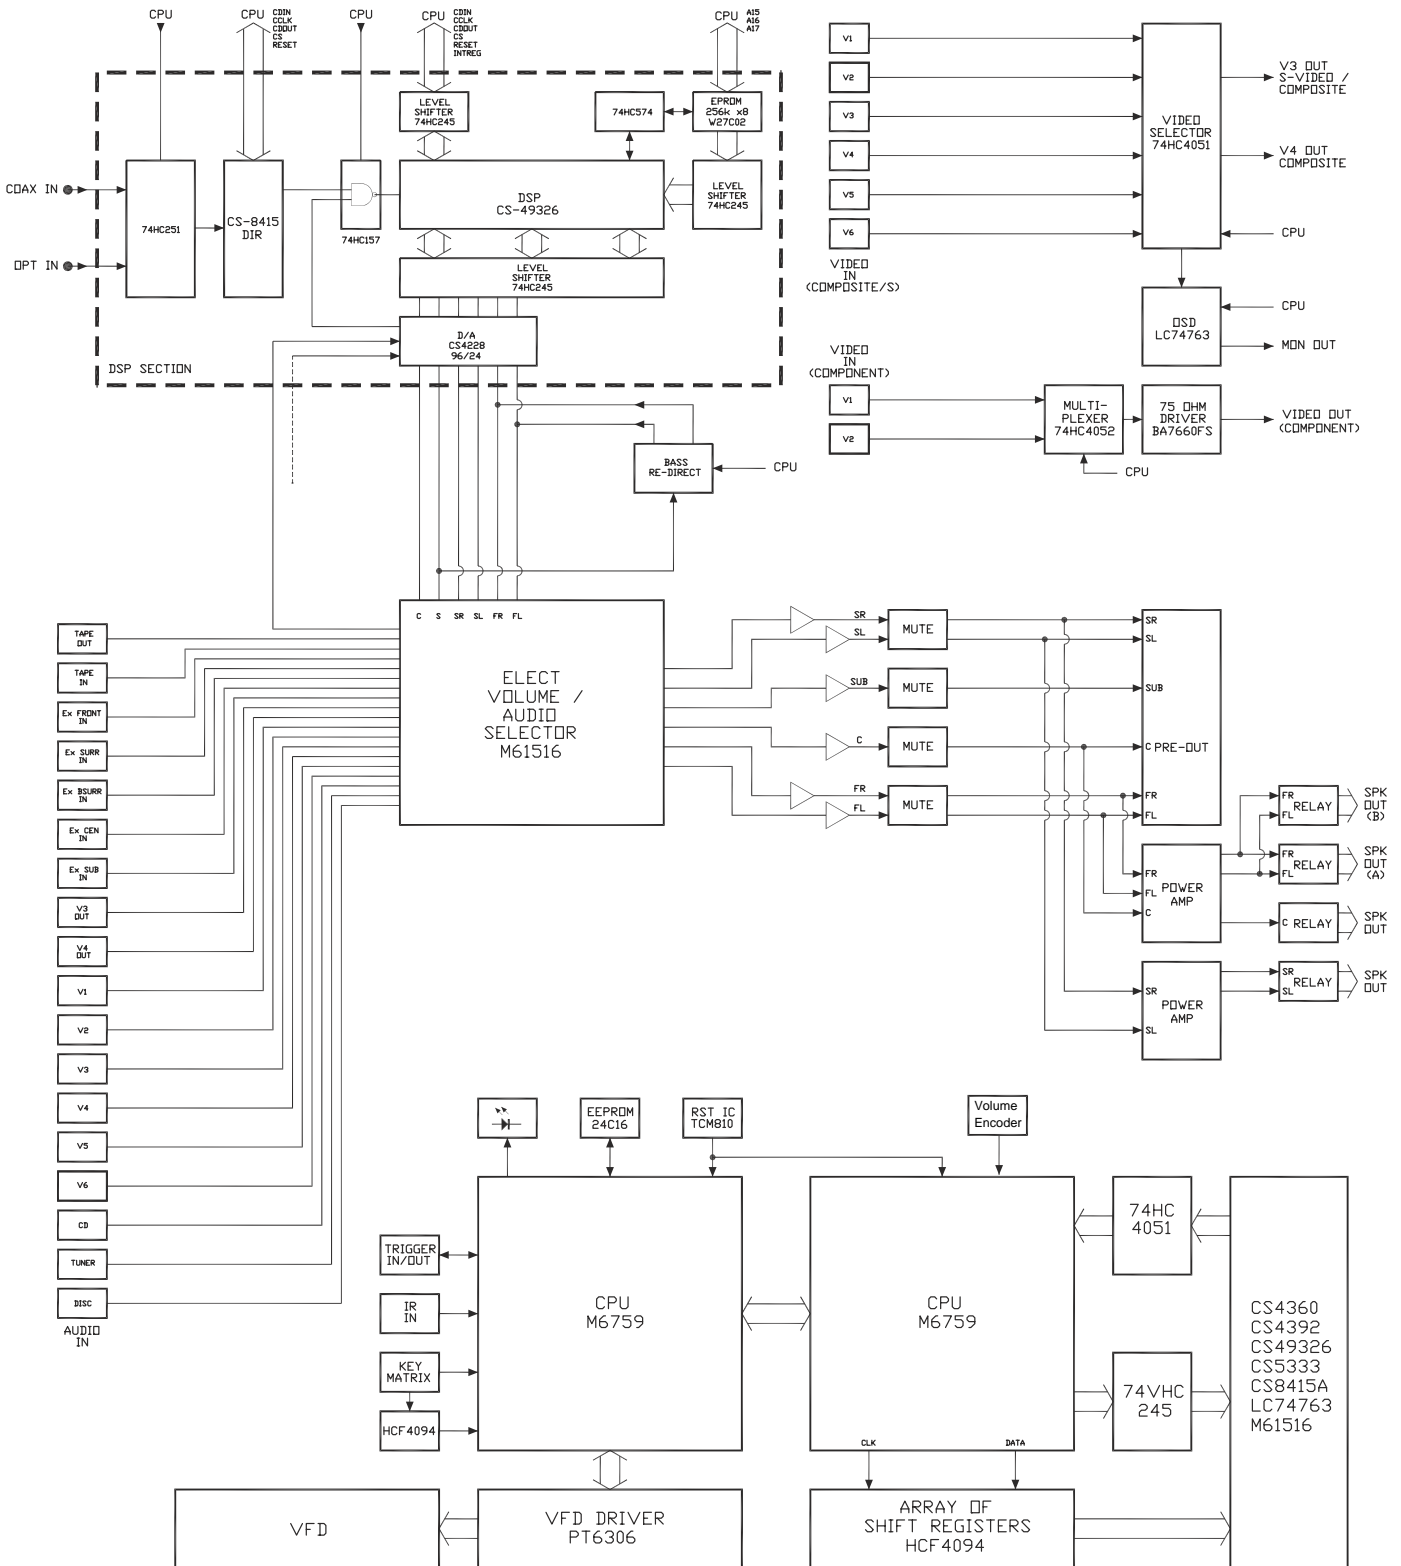 CPU
CDIN
CCLK
CDOUT
CS
RESET
CPU
CPU
CDIN
CCLK
CDOUT
CS
RESET
INTREG
CPU
A15
A16
A17
LEVEL
SHIFTER
74HC245
74HC574
EPROM
256k x8
W27C02
COAX IN
OPT IN
74HC251
CS-8415
DIR
74HC157
DSP
CS-49326
LEVEL
SHIFTER
74HC245
LEVEL
SHIFTER
74HC245
D/A
CS4228
96/24
DSP SECTION
BASS
RE-DIRECT
CPU
V1
V2
V3
V4
V5
V6
VIDEO
IN
(COMPOSITE/S)
VIDEO
SELECTOR
74HC4051
V3 OUT
S-VIDEO /
COMPOSITE
V4 OUT
COMPOSITE
CPU
OSD
LC74763
CPU
MON OUT
VIDEO
IN
(COMPONENT)
V1
V2
MULTI-
PLEXER
74HC4052
CPU
75 OHM
DRIVER
BA7660FS
VIDEO OUT
(COMPONENT)
C S SR SL FR FL
ELECT
VOLUME /
AUDIO
SELECTOR
M61516
TAPE
OUT
TAPE
IN
Ex FRONT
IN
Ex SURR
IN
Ex BSURR
IN
Ex CEN
IN
Ex SUB
IN
V3
OUT
V4
OUT
V1
V2
V3
V4
V5
V6
CD
TUNER
DISC
AUDIO
IN
SR
SL
MUTE
SUB
MUTE
C
MUTE
FR
FL
MUTE
SR
SL
SUB
C PRE-OUT
FR
FL
FR
FL
C
POWER
AMP
SR
SL
POWER
AMP
FR
FL
RELAY
SPK
OUT
(B)
FR
FL
RELAY
SPK
OUT
(A)
C RELAY
SPK
OUT
SR
SL
RELAY
SPK
OUT
EEPROM
24C16
RST IC
TCM810
Volume
Encoder
TRIGGER
IN/OUT
IR
IN
KEY
MATRIX
HCF4094
CPU
M6759
CPU
M6759
CLK
DATA
74HC
4051
74VHC
245
CS4360
CS4392
CS49326
CS5333
CS8415A
LC74763
M61516
VFD
VFD DRIVER
PT6306
ARRAY OF
SHIFT REGISTERS
HCF4094